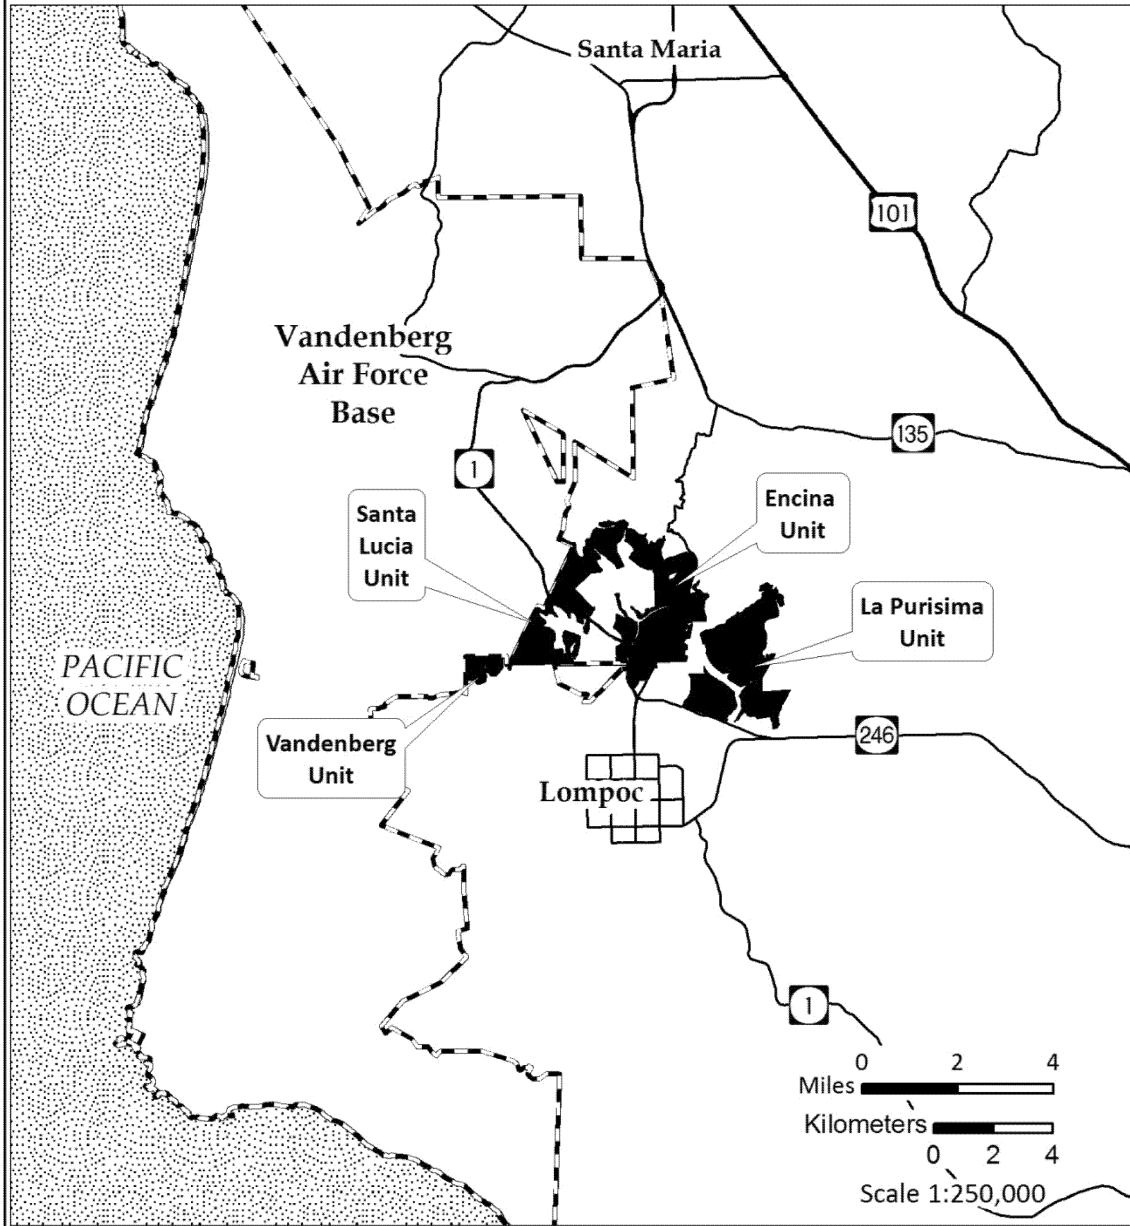 Santa Maria
101
Vandenberg
Air Force
Base
135
1
Santa
Lucia
Unit
Encina
Unit
La Purisima
Unit
PACIFIC
OCEAN
Vandenberg
Unit
246
Lompoc
1
0 2 4
Miles
Kilometers
0 2 4
Scale 1:250,000